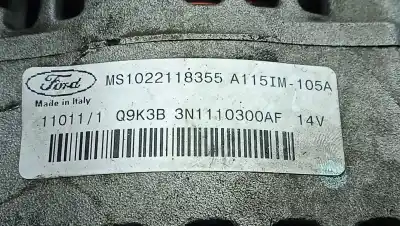 Ford MS1022118355 A115IM-105A
Made in Italy
11011/1 Q9K3B 3N1110300AF 14V